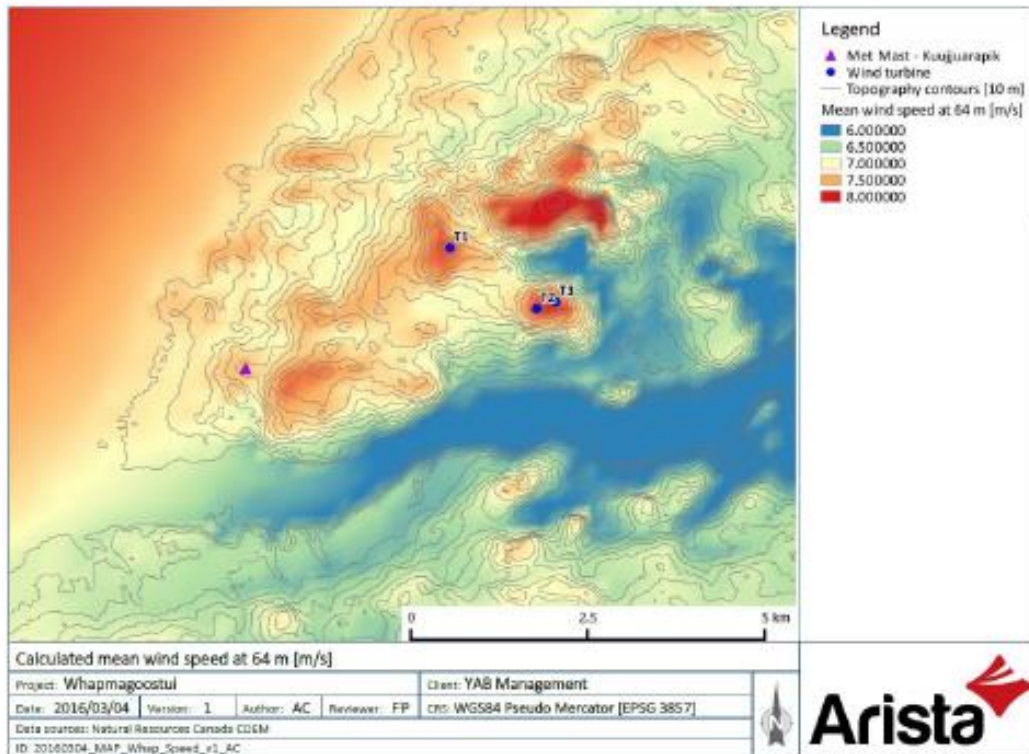 Legend
Met Mast - Kuujjuarapik
Wind turbine
Topography contours [10 m]
Mean wind speed at 64 m [m/s]
6.000000
6.500000
7.000000
7.500000
8.000000
T1
T3
T2
0 2.5 5 km
Calculated mean wind speed at 64 m [m/s]
Project: Whapmagoostui Client: YAB Management
Date: 2016/03/04 Version: 1 Author: AC Reviewer: FP CRS: WGS84 Pseudo Mercator [EPSG 3857]
Data sources: Natural Resources Canada CDEM
ID: 20160304_MAP_Whap_Speed_v1_AC
N
Arista